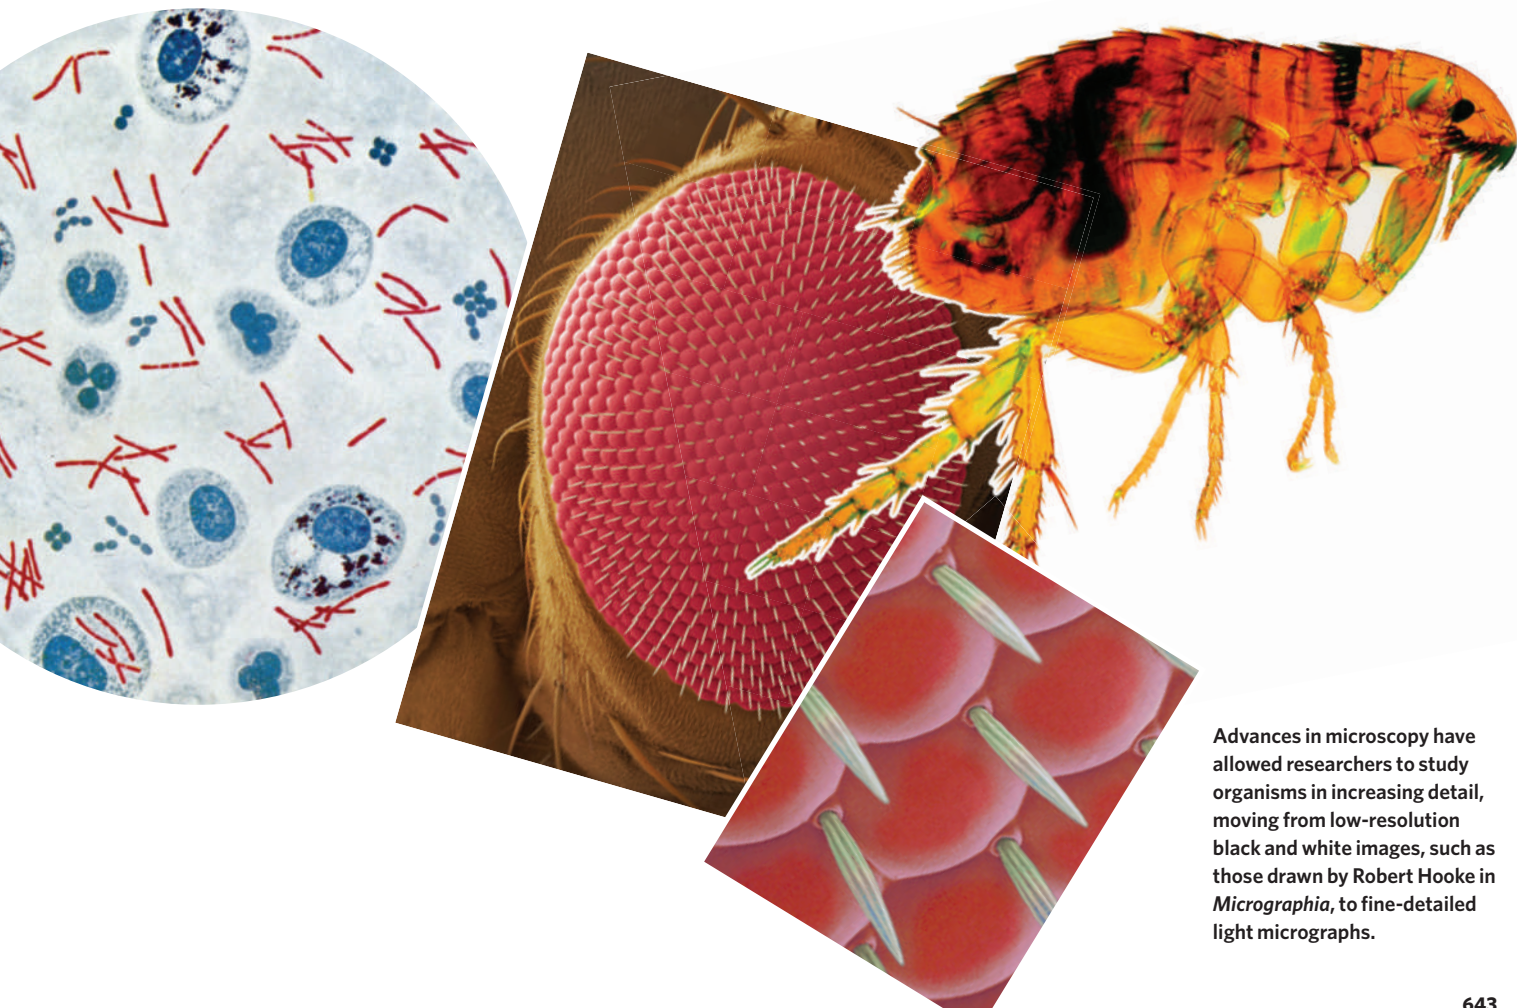 Advances in microscopy have
allowed researchers to study
organisms in increasing detail,
moving from low-resolution
black and white images, such as
those drawn by Robert Hooke in
Micrographia, to fine-detailed
light micrographs.
643